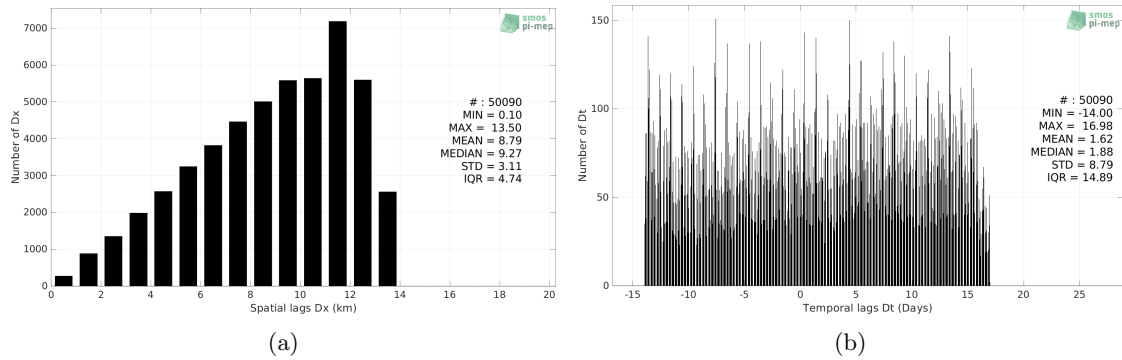 7000
6000
5000
4000
3000
2000
1000
0
Number of Dx
0 2 4 6 8 10 12 14 16 18 20
Spatial lags Dx (km)
smos
pi-mep
# : 50090
MIN = 0.10
MAX = 13.50
MEAN = 8.79
MEDIAN = 9.27
STD = 3.11
IQR = 4.74
(a)
150
100
50
0
Number of Dt
-15 -10 -5 0 5 10 15 20 25
Temporal lags Dt (Days)
smos
pi-mep
# : 50090
MIN = -14.00
MAX = 16.98
MEAN = 1.62
MEDIAN = 1.88
STD = 8.79
IQR = 14.89
(b)